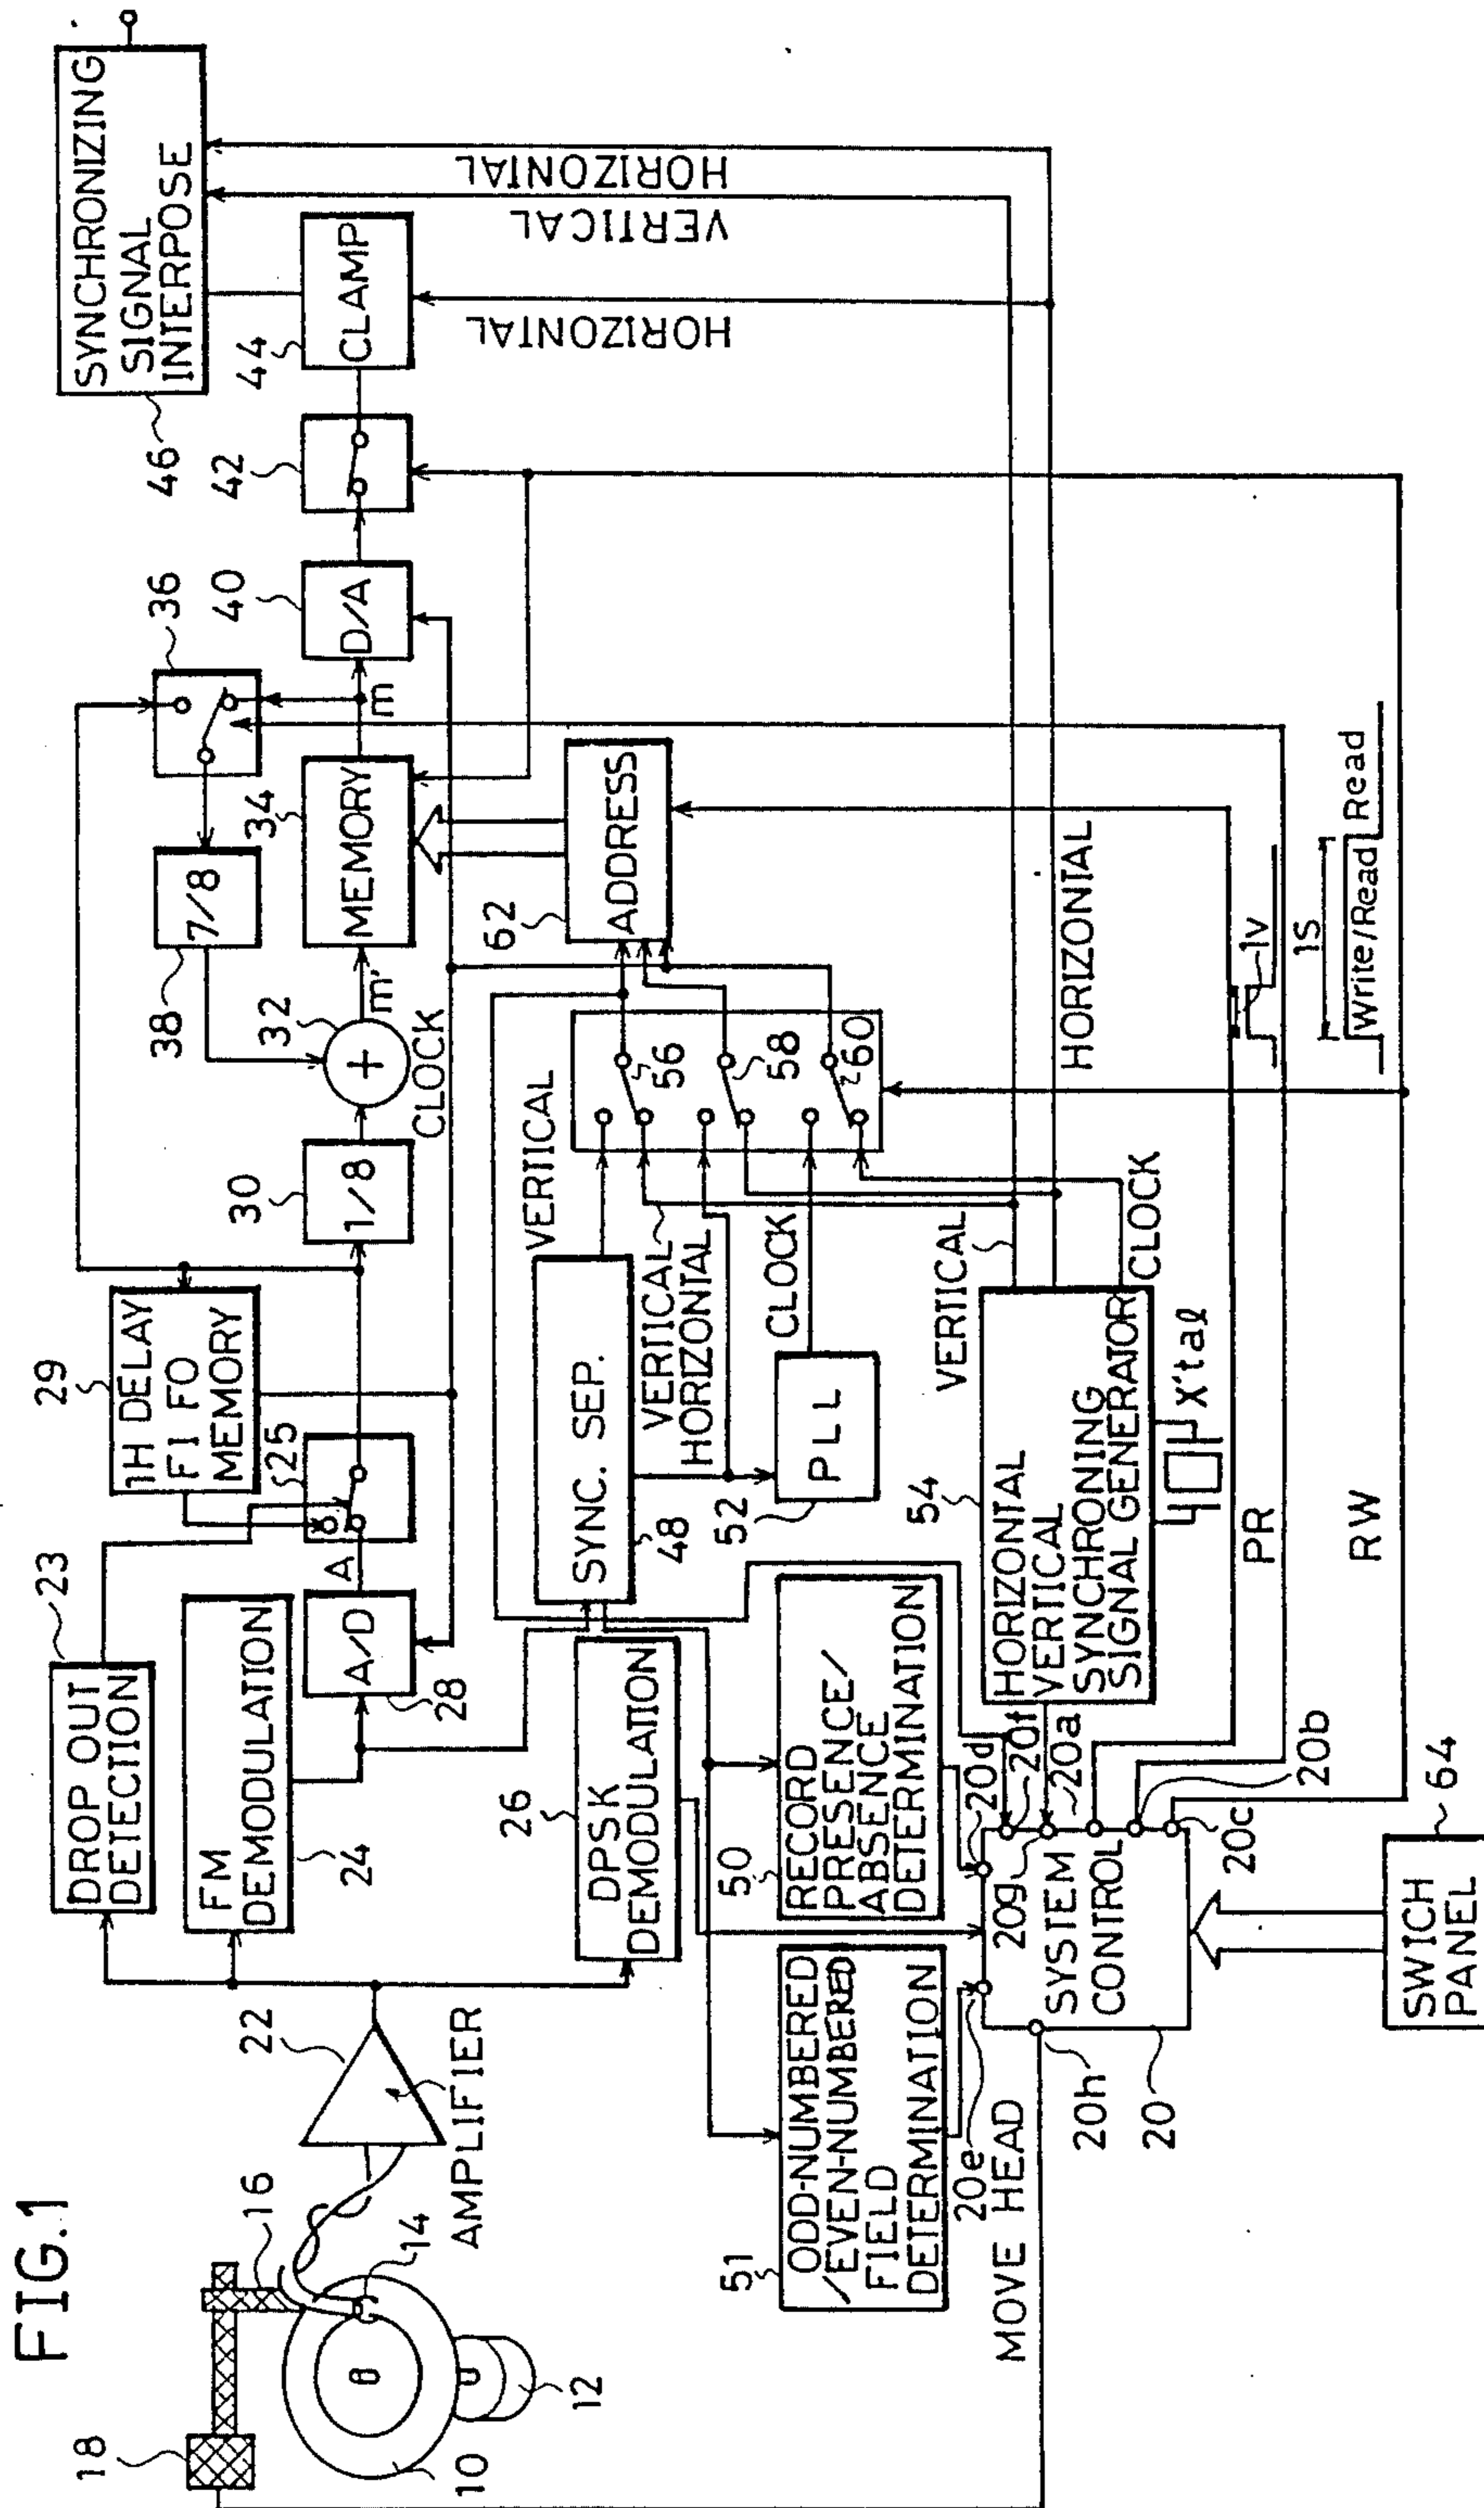 FIG.1
18
16
14
10
12
22
AMPLIFIER
23
DROP OUT
DETECTION
FM
DEMODULATION
24
A/D
28
A
25
29
1H DELAY
FI FO
MEMORY
30
1/8
32
+
m'
CLOCK
38
7/8
34
MEMORY
36
m
40
D/A
42
44
CLAMP
46
SYNCHRONIZING
SIGNAL
INTERPOSE
HORIZONTAL
VERTICAL
HORIZONTAL
26
DPSK
DEMODULATION
SYNC. SEP.
48
VERTICAL
VERTICAL
HORIZONTAL
CLOCK
52
PLL
56
58
60
62
ADDRESS
51
ODD-NUMBERED
/EVEN-NUMBERED
FIELD
DETERMINATION
50
RECORD
PRESENCE/
ABSENCE
DETERMINATION
54
HORIZONTAL
VERTICAL
SYNCHRONING
SIGNAL GENERATOR
X'tal
VERTICAL
CLOCK
HORIZONTAL
MOVE HEAD
20e
20h
20
20g
20d
20f
20a
20b
20c
SYSTEM
CONTROL
PR
RW
1v
1S
Write/Read
Read
SWICH
PANEL
64